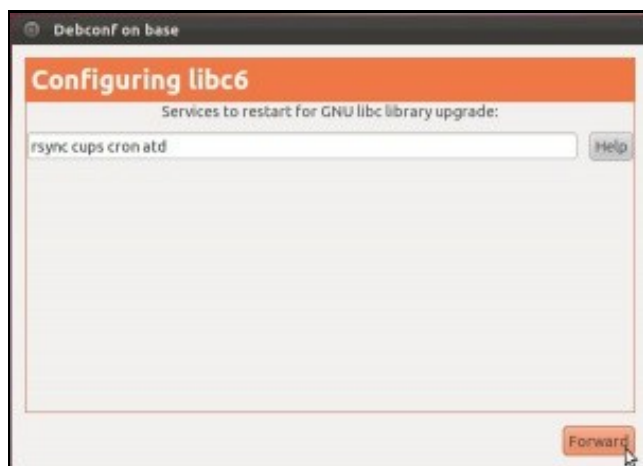 Debconf on base
Configuring libc6
Services to restart for GNU libc library upgrade:
rsync cups cron atd
Help
Forward